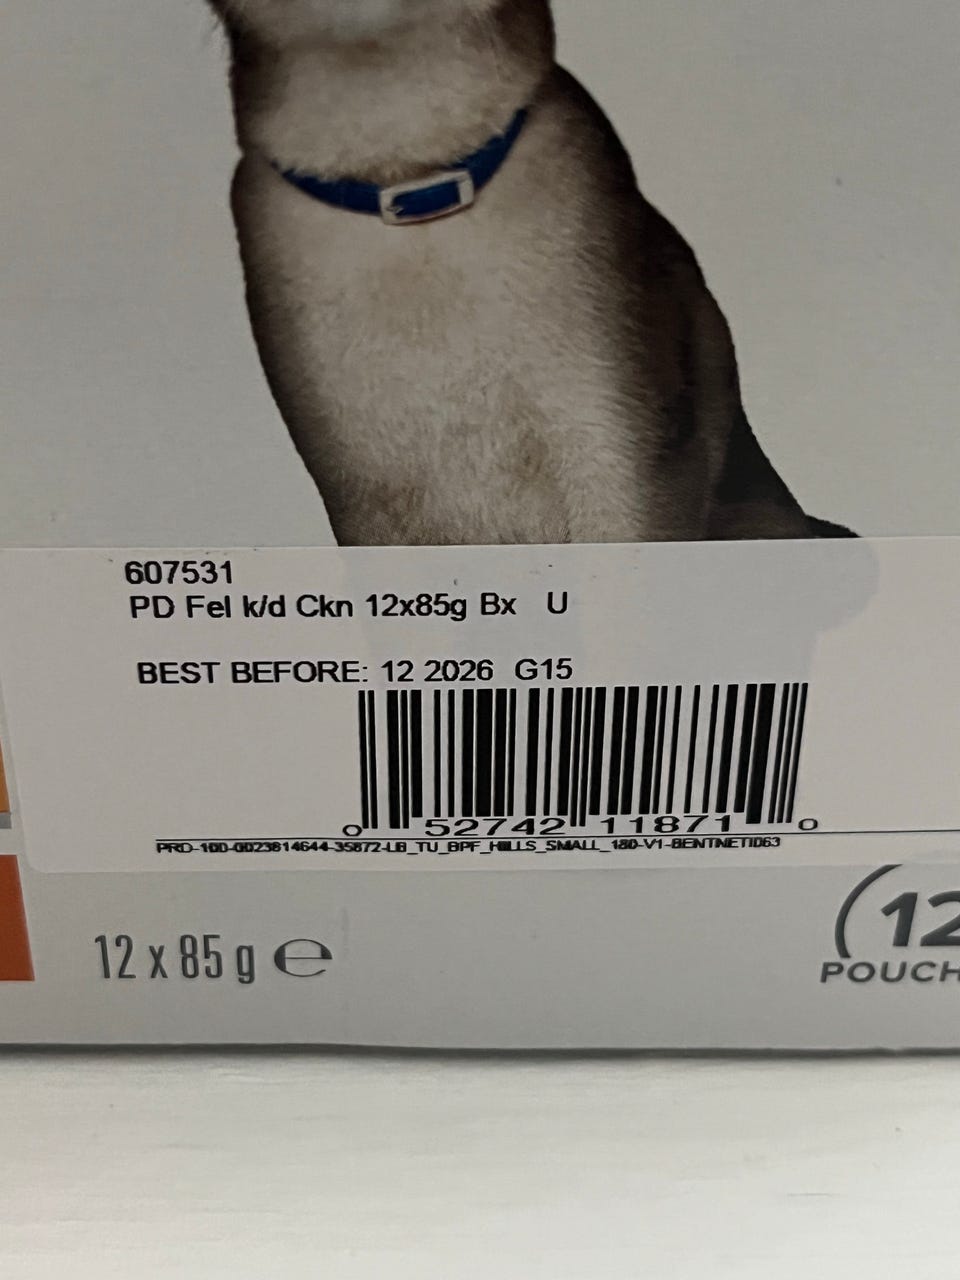 607531
PD Fel k/d Ckn 12x85g Bx U
BEST BEFORE: 12 2026 G15
0 52742 11871 0
PRD-100-0023814644-35872-LB_TU_BPF_HILLS_SMALL_180-V1-BENTNETID63
12 x 85 g e
12
POUCH